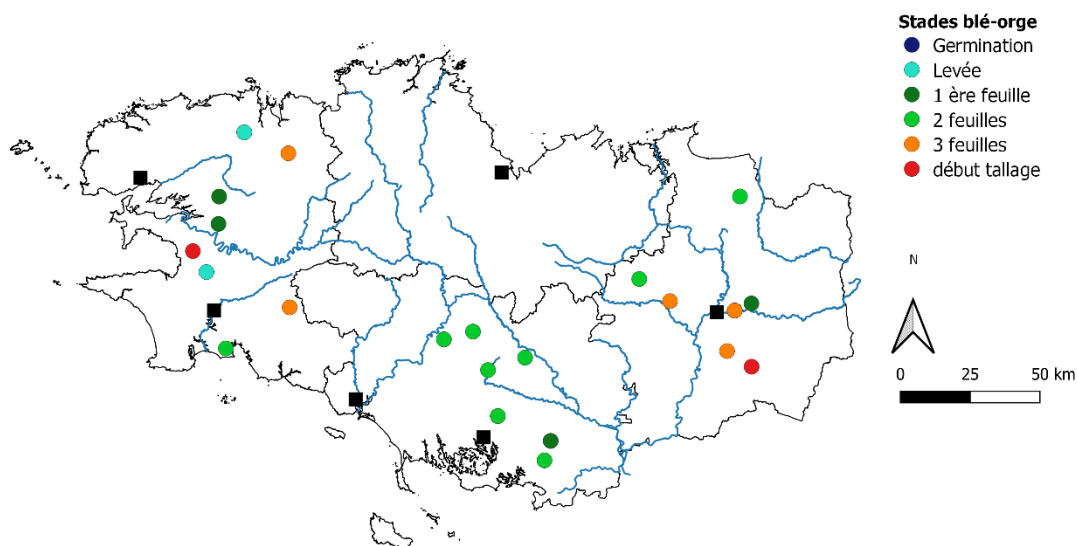 Stades blé-orge
Germination
Levée
1 ère feuille
2 feuilles
3 feuilles
début tallage
N
0 25 50 km